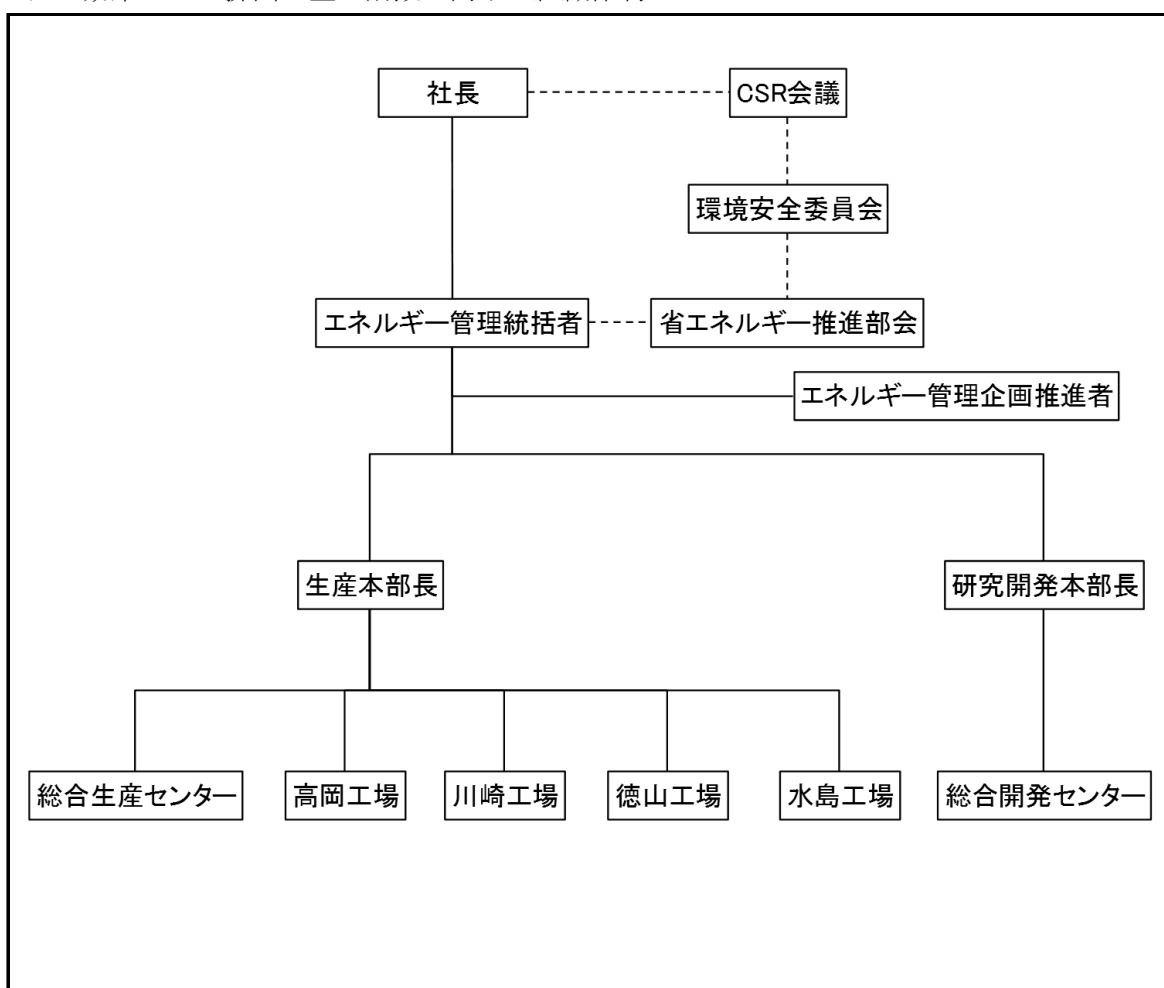 社長
CSR会議
環境安全委員会
エネルギー管理統括者
省エネルギー推進部会
エネルギー管理企画推進者
生産本部長
研究開発本部長
総合生産センター
高岡工場
川崎工場
徳山工場
水島工場
総合開発センター